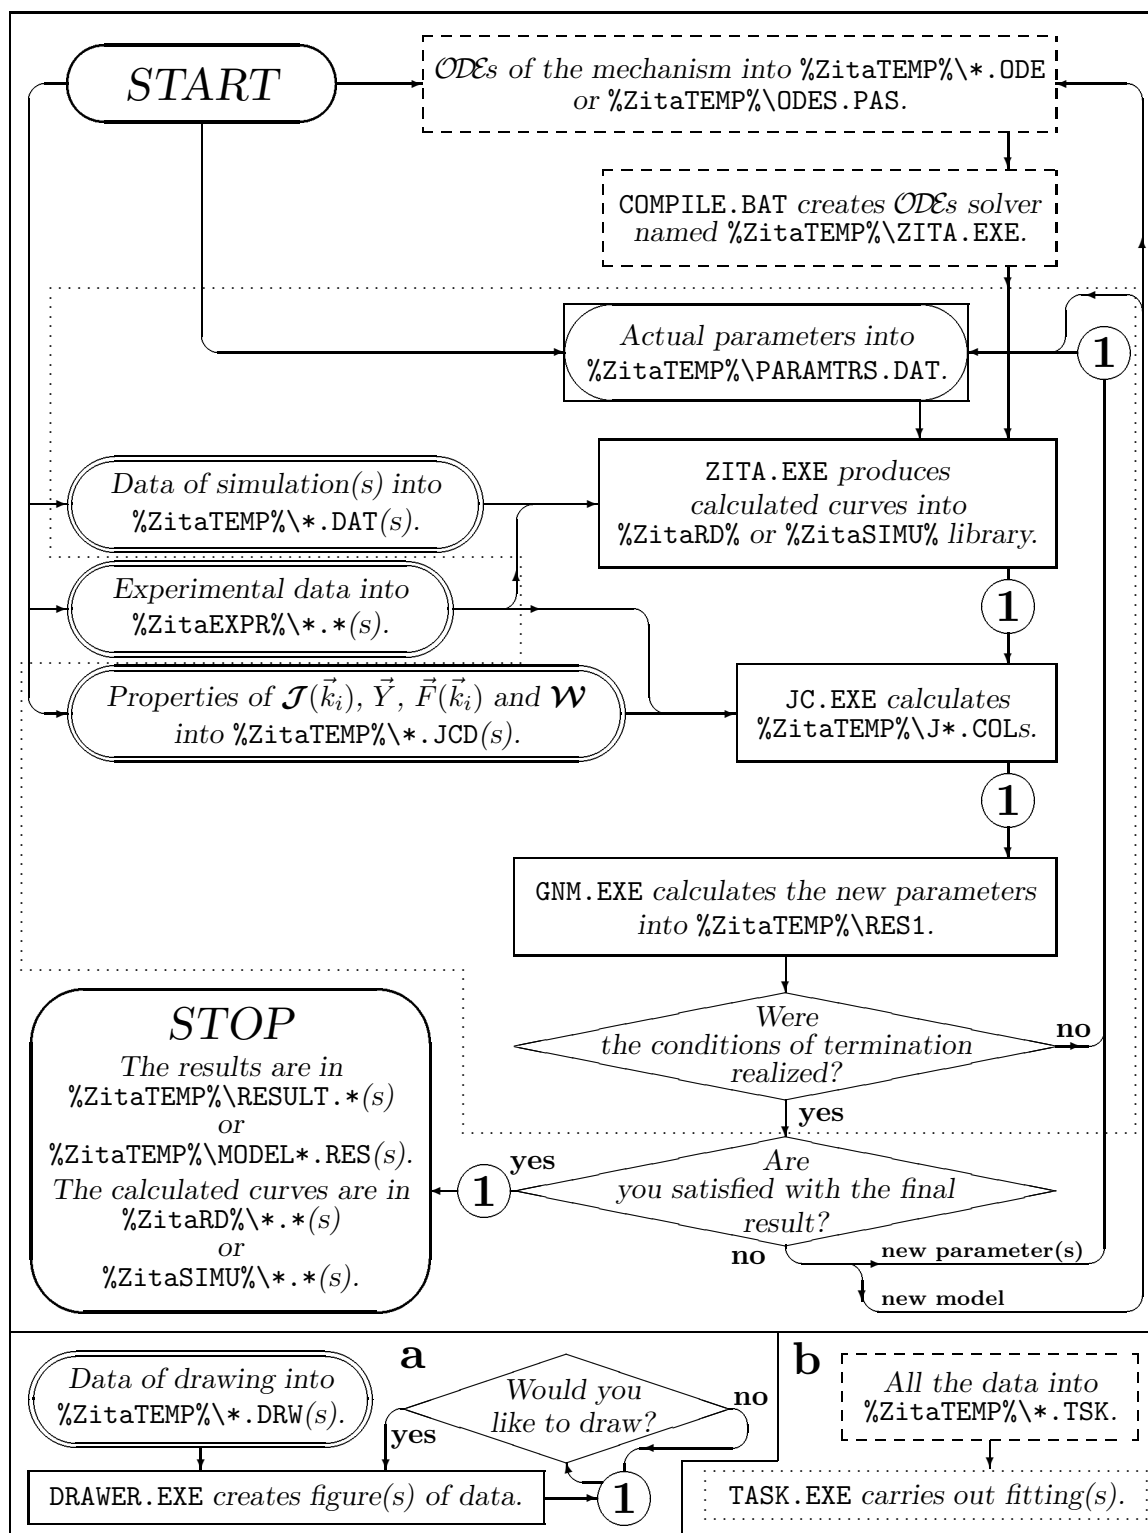 START
ODEs of the mechanism into %ZitaTEMP%\*.ODE
or %ZitaTEMP%\ODES.PAS.
COMPILE.BAT creates ODEs solver
named %ZitaTEMP%\ZITA.EXE.
Actual parameters into
%ZitaTEMP%\PARAMTRS.DAT.
1
Data of simulation(s) into
%ZitaTEMP%\*.DAT(s).
ZITA.EXE produces
calculated curves into
%ZitaRD% or %ZitaSIMU% library.
Experimental data into
%ZitaEXPR%\*.*(s).
1
Properties of 𝓙(k⃗ᵢ), Y⃗, F⃗(k⃗ᵢ) and 𝓦
into %ZitaTEMP%\*.JCD(s).
JC.EXE calculates
%ZitaTEMP%\J*.COLs.
1
GNM.EXE calculates the new parameters
into %ZitaTEMP%\RES1.
Were
the conditions of termination
realized?
no
yes
STOP
The results are in
%ZitaTEMP%\RESULT.*(s)
or
%ZitaTEMP%\MODEL*.RES(s).
The calculated curves are in
%ZitaRD%\*.*(s)
or
%ZitaSIMU%\*.*(s).
yes
1
Are
you satisfied with the final
result?
no
new parameter(s)
new model
a
Data of drawing into
%ZitaTEMP%\*.DRW(s).
Would you
like to draw?
no
yes
DRAWER.EXE creates figure(s) of data.
1
b
All the data into
%ZitaTEMP%\*.TSK.
TASK.EXE carries out fitting(s).